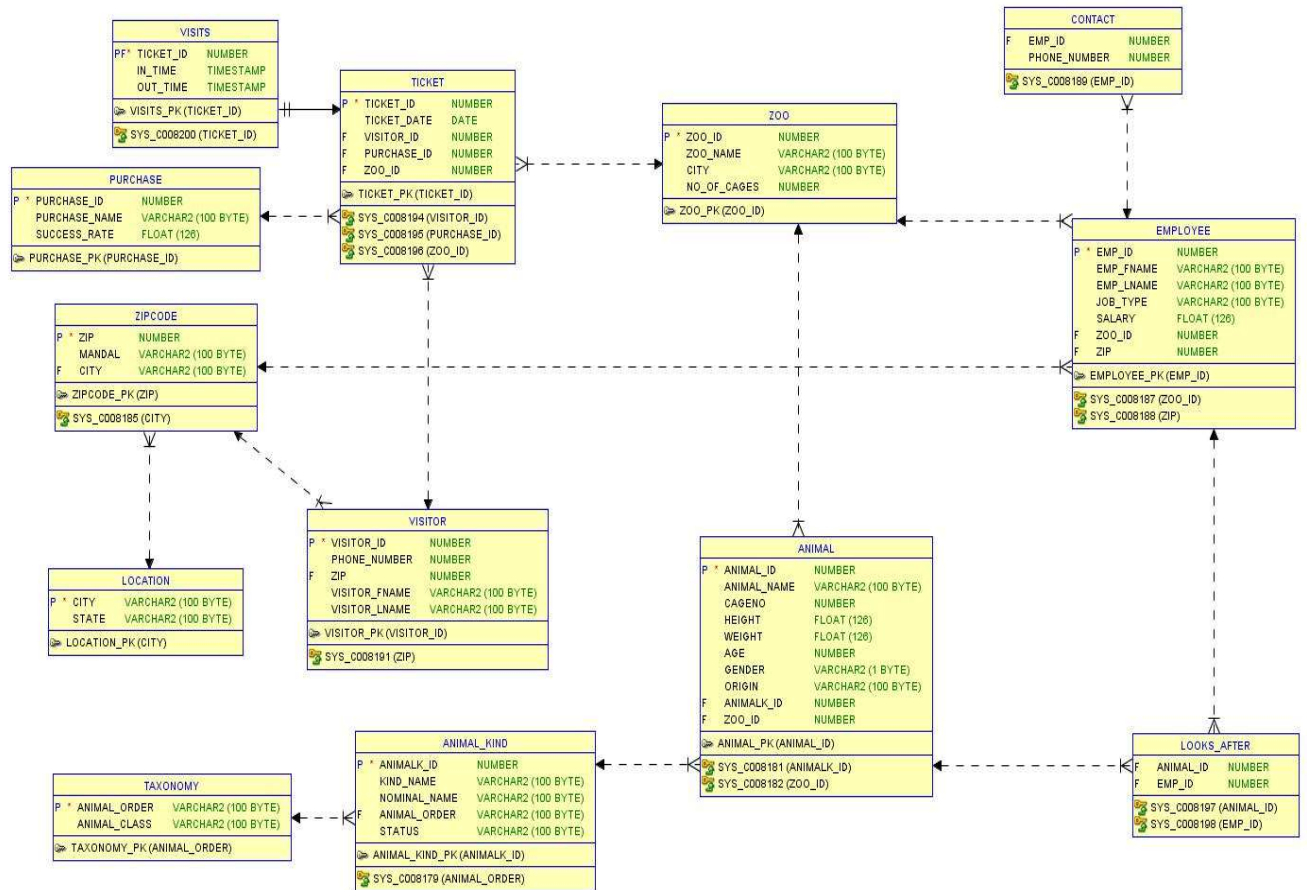 VISITS
PF* TICKET_ID NUMBER
IN_TIME TIMESTAMP
OUT_TIME TIMESTAMP
VISITS_PK (TICKET_ID)
SYS_C008200 (TICKET_ID)
CONTACT
F EMP_ID NUMBER
PHONE_NUMBER NUMBER
SYS_C008189 (EMP_ID)
TICKET
P * TICKET_ID NUMBER
TICKET_DATE DATE
F VISITOR_ID NUMBER
F PURCHASE_ID NUMBER
F ZOO_ID NUMBER
TICKET_PK (TICKET_ID)
SYS_C008194 (VISITOR_ID)
SYS_C008195 (PURCHASE_ID)
SYS_C008196 (ZOO_ID)
ZOO
P * ZOO_ID NUMBER
ZOO_NAME VARCHAR2 (100 BYTE)
CITY VARCHAR2 (100 BYTE)
NO_OF_CAGES NUMBER
ZOO_PK (ZOO_ID)
PURCHASE
P * PURCHASE_ID NUMBER
PURCHASE_NAME VARCHAR2 (100 BYTE)
SUCCESS_RATE FLOAT (126)
PURCHASE_PK (PURCHASE_ID)
EMPLOYEE
P * EMP_ID NUMBER
EMP_FNAME VARCHAR2 (100 BYTE)
EMP_LNAME VARCHAR2 (100 BYTE)
JOB_TYPE VARCHAR2 (100 BYTE)
SALARY FLOAT (126)
F ZOO_ID NUMBER
F ZIP NUMBER
EMPLOYEE_PK (EMP_ID)
SYS_C008187 (ZOO_ID)
SYS_C008188 (ZIP)
ZIPCODE
P * ZIP NUMBER
MANDAL VARCHAR2 (100 BYTE)
F CITY VARCHAR2 (100 BYTE)
ZIPCODE_PK (ZIP)
SYS_C008185 (CITY)
VISITOR
P * VISITOR_ID NUMBER
PHONE_NUMBER NUMBER
F ZIP NUMBER
VISITOR_FNAME VARCHAR2 (100 BYTE)
VISITOR_LNAME VARCHAR2 (100 BYTE)
VISITOR_PK (VISITOR_ID)
SYS_C008191 (ZIP)
LOCATION
P * CITY VARCHAR2 (100 BYTE)
STATE VARCHAR2 (100 BYTE)
LOCATION_PK (CITY)
ANIMAL
P * ANIMAL_ID NUMBER
ANIMAL_NAME VARCHAR2 (100 BYTE)
CAGENO NUMBER
HEIGHT FLOAT (126)
WEIGHT FLOAT (126)
AGE NUMBER
GENDER VARCHAR2 (1 BYTE)
ORIGIN VARCHAR2 (100 BYTE)
F ANIMALK_ID NUMBER
F ZOO_ID NUMBER
ANIMAL_PK (ANIMAL_ID)
SYS_C008181 (ANIMALK_ID)
SYS_C008182 (ZOO_ID)
ANIMAL_KIND
P * ANIMALK_ID NUMBER
KIND_NAME VARCHAR2 (100 BYTE)
NOMINAL_NAME VARCHAR2 (100 BYTE)
F ANIMAL_ORDER VARCHAR2 (100 BYTE)
STATUS VARCHAR2 (100 BYTE)
ANIMAL_KIND_PK (ANIMALK_ID)
SYS_C008179 (ANIMAL_ORDER)
LOOKS_AFTER
F ANIMAL_ID NUMBER
F EMP_ID NUMBER
SYS_C008197 (ANIMAL_ID)
SYS_C008198 (EMP_ID)
TAXONOMY
P * ANIMAL_ORDER VARCHAR2 (100 BYTE)
ANIMAL_CLASS VARCHAR2 (100 BYTE)
TAXONOMY_PK (ANIMAL_ORDER)